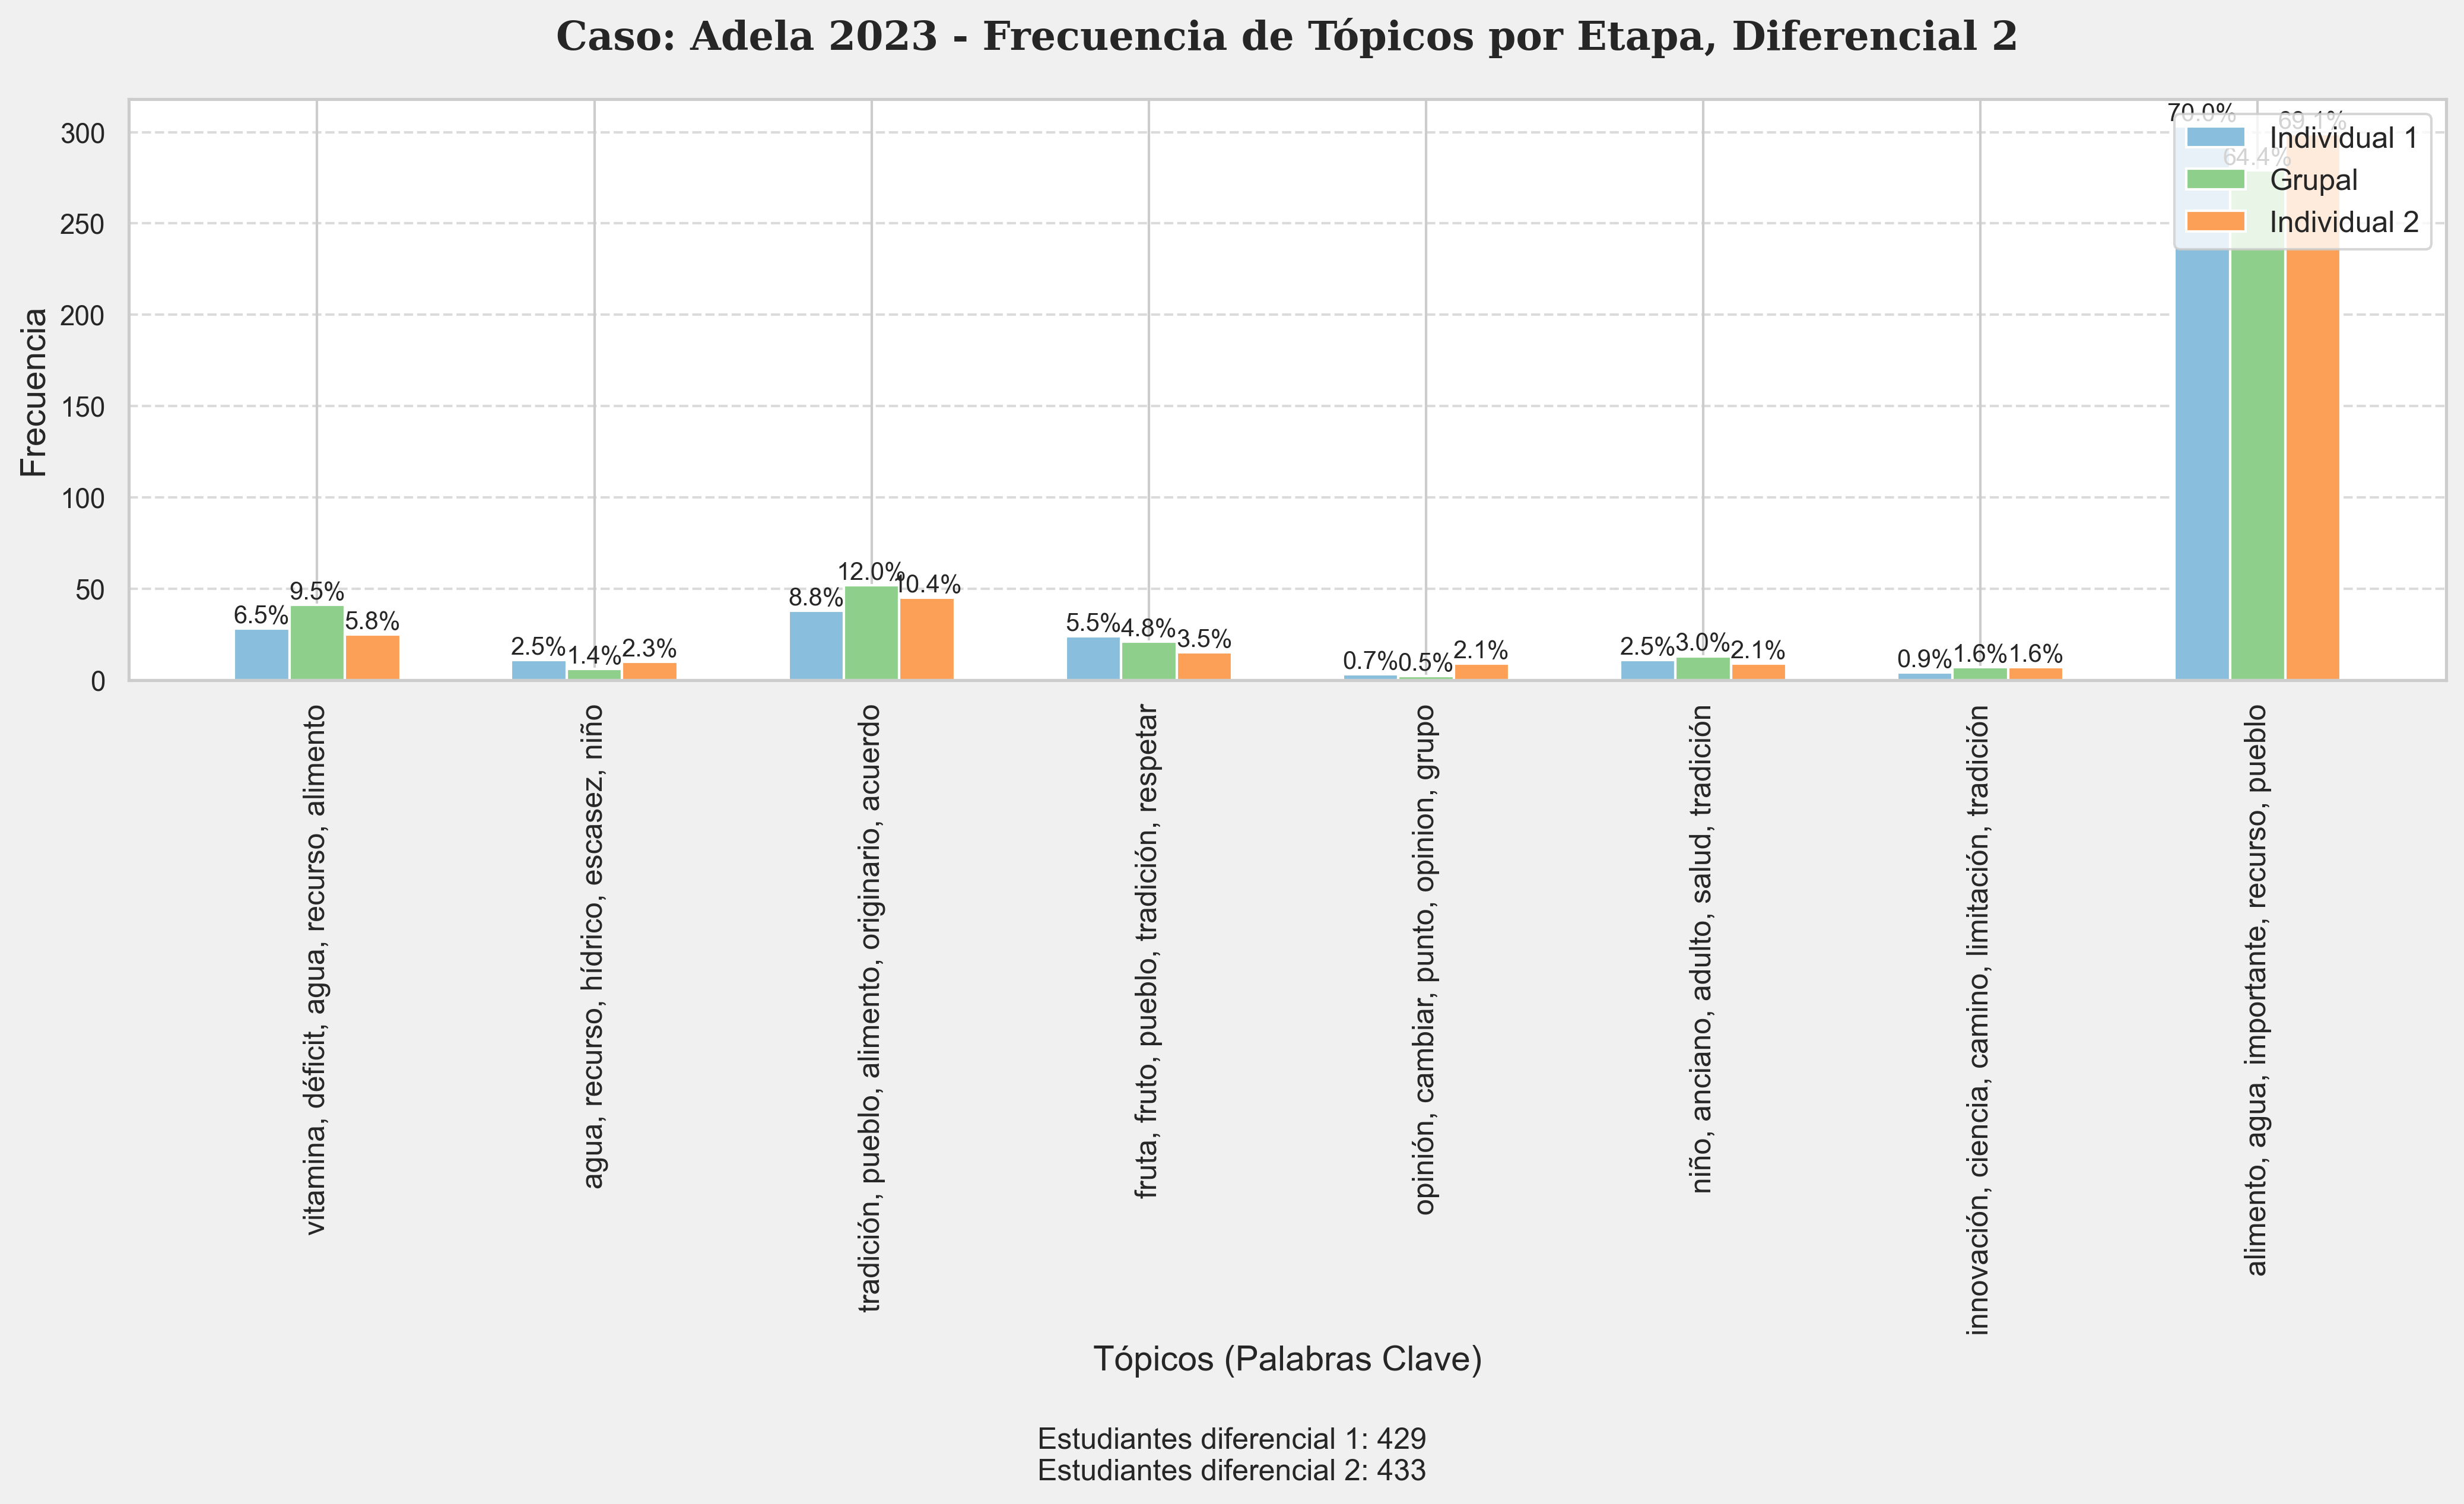 Caso: Adela 2023 - Frecuencia de Tópicos por Etapa, Diferencial 2
Frecuencia
300
250
200
150
100
50
0
70.0%
64.4%
69.1%
Individual 1
Grupal
Individual 2
6.5%
9.5%
5.8%
2.5%
1.4%
2.3%
8.8%
12.0%
10.4%
5.5%
4.8%
3.5%
0.7%
0.5%
2.1%
2.5%
3.0%
2.1%
0.9%
1.6%
1.6%
vitamina, déficit, agua, recurso, alimento
agua, recurso, hídrico, escasez, niño
tradición, pueblo, alimento, originario, acuerdo
fruta, fruto, pueblo, tradición, respetar
opinión, cambiar, punto, opinion, grupo
niño, anciano, adulto, salud, tradición
innovación, ciencia, camino, limitación, tradición
alimento, agua, importante, recurso, pueblo
Tópicos (Palabras Clave)
Estudiantes diferencial 1: 429
Estudiantes diferencial 2: 433